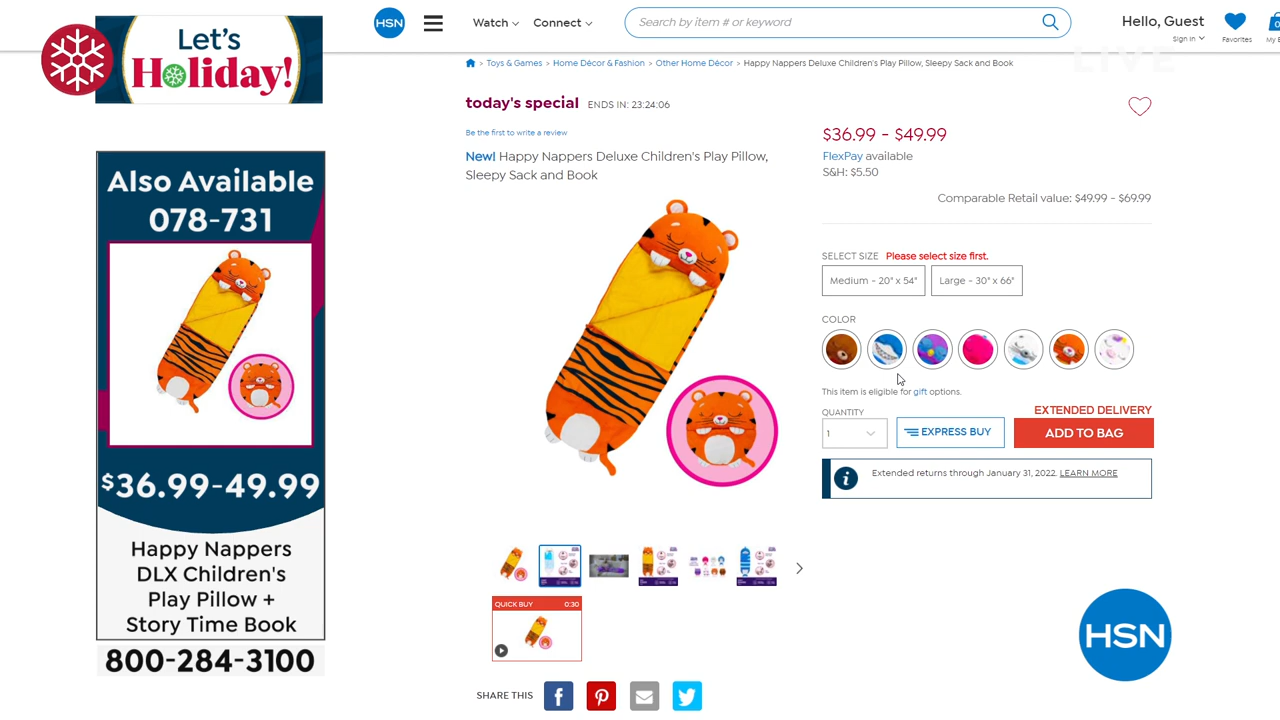 Let's
Holiday!
Also Available
078-731
$36.99-49.99
Happy Nappers
DLX Children's
Play Pillow +
Story Time Book
800-284-3100
HSN
Watch
Connect
Search by item # or keyword
Hello, Guest
Sign In
Favorites
LIVE
> Toys & Games > Home Décor & Fashion > Other Home Décor > Happy Nappers Deluxe Children's Play Pillow, Sleepy Sack and Book
today's special ENDS IN: 23:24:06
Be the first to write a review
New! Happy Nappers Deluxe Children's Play Pillow,
Sleepy Sack and Book
$36.99 - $49.99
FlexPay available
S&H: $5.50
Comparable Retail value: $49.99 - $69.99
SELECT SIZE Please select size first.
Medium - 20" x 54"
Large - 30" x 66"
COLOR
This item is eligible for gift options.
QUANTITY
1
EXPRESS BUY
EXTENDED DELIVERY
ADD TO BAG
Extended returns through January 31, 2022. LEARN MORE
QUICK BUY 0:30
SHARE THIS
HSN